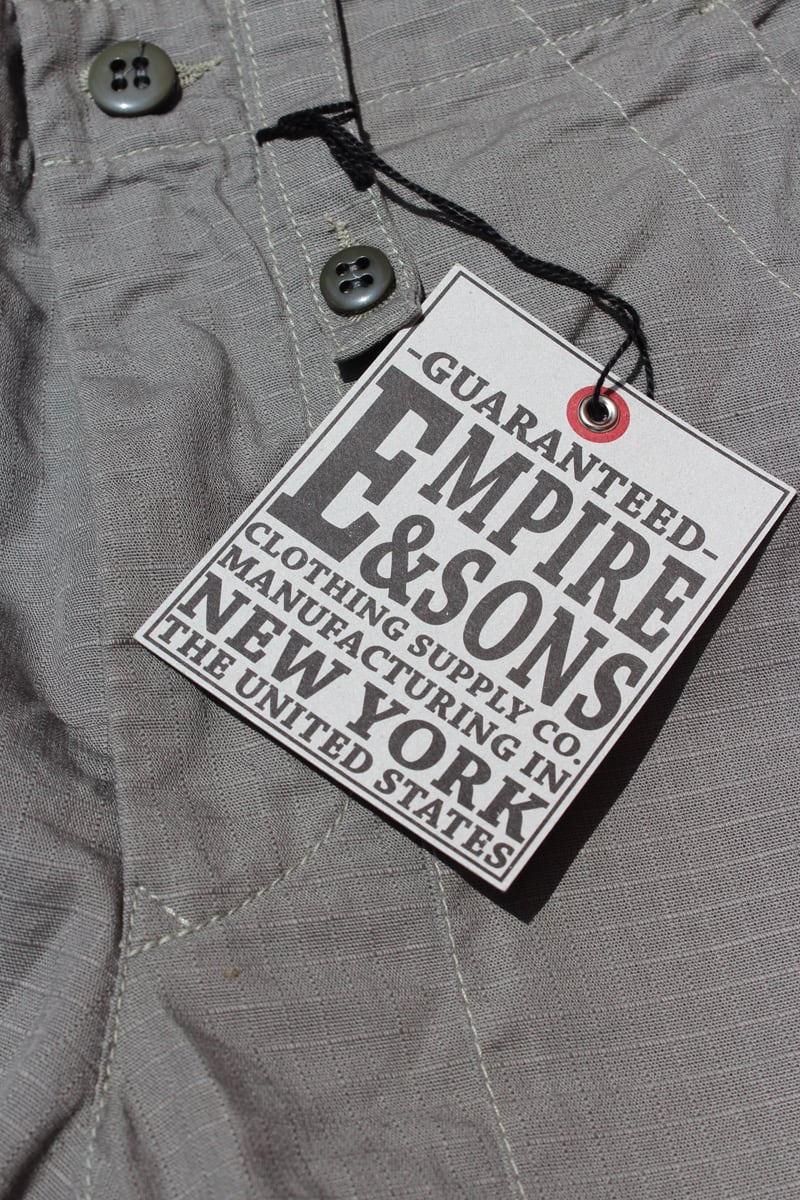 -GUARANTEED-
EMPIRE
&SONS
CLOTHING SUPPLY CO.
MANUFACTURING IN
NEW YORK
THE UNITED STATES